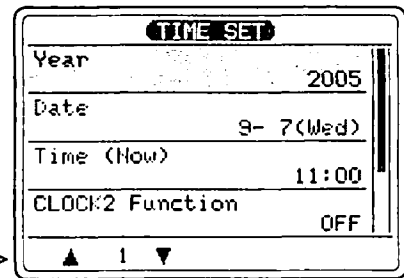 TIME SET
Year
2005
Date
9- 7(Wed)
Time (Now)
11:00
CLOCK2 Function
OFF
▲ 1 ▼